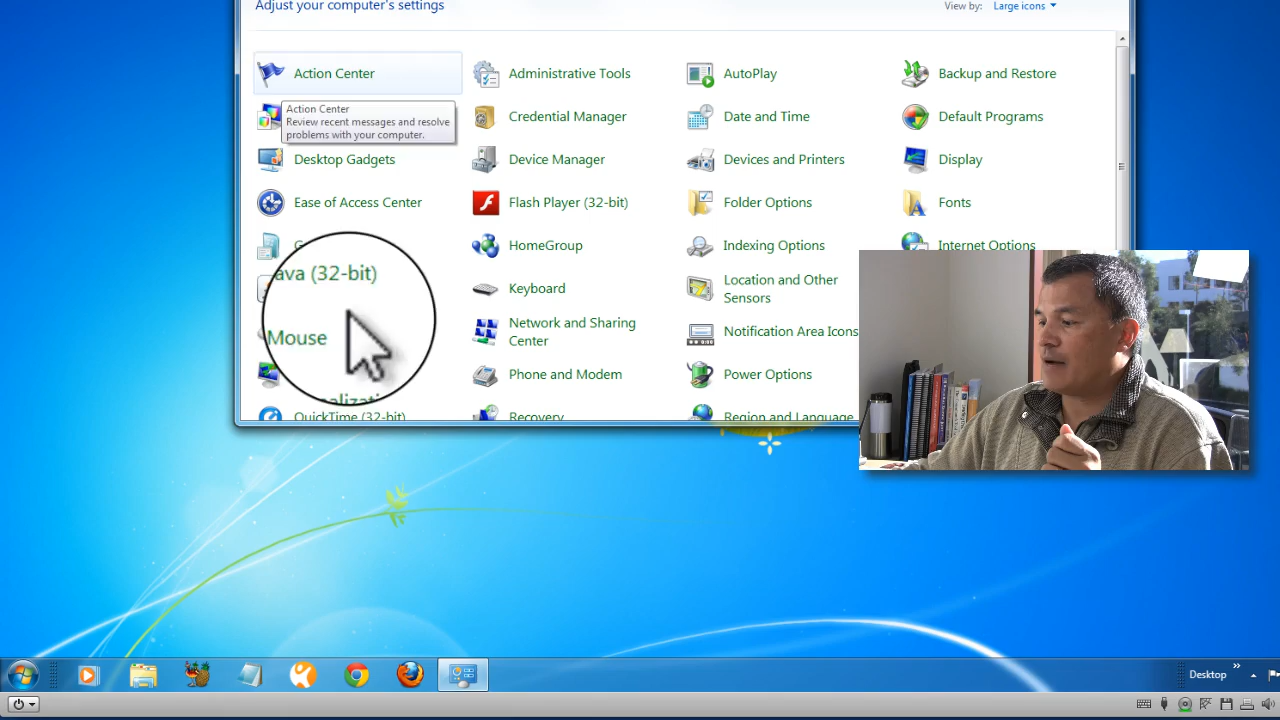 Adjust your computer's settings
View by: Large icons
Action Center
Administrative Tools
AutoPlay
Backup and Restore
Action Center
Review recent messages and resolve
problems with your computer.
Credential Manager
Date and Time
Default Programs
Desktop Gadgets
Device Manager
Devices and Printers
Display
Ease of Access Center
Flash Player (32-bit)
Folder Options
Fonts
HomeGroup
Indexing Options
Internet Options
ava (32-bit)
Keyboard
Location and Other
Sensors
Mouse
Network and Sharing
Center
Notification Area Icons
Phone and Modem
Power Options
QuickTime (32-bit)
Recovery
Region and Language
Desktop